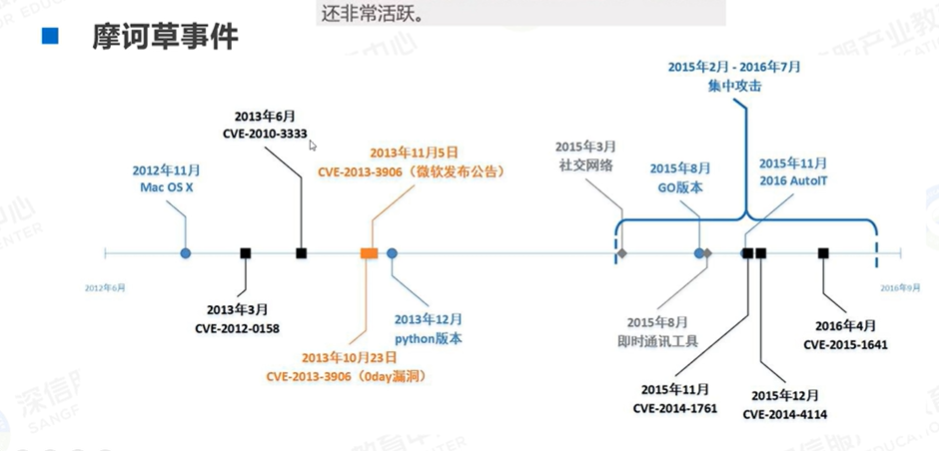 还非常活跃。
摩诃草事件
2015年2月 - 2016年7月
集中攻击
2013年6月
CVE-2010-3333
2013年11月5日
CVE-2013-3906（微软发布公告）
2012年11月
Mac OS X
2015年3月
社交网络
2015年8月
GO版本
2015年11月
2016 AutoIT
2012年6月
2016年9月
2013年3月
CVE-2012-0158
2013年12月
python版本
2013年10月23日
CVE-2013-3906（0day漏洞）
2015年8月
即时通讯工具
2016年4月
CVE-2015-1641
2015年11月
CVE-2014-1761
2015年12月
CVE-2014-4114